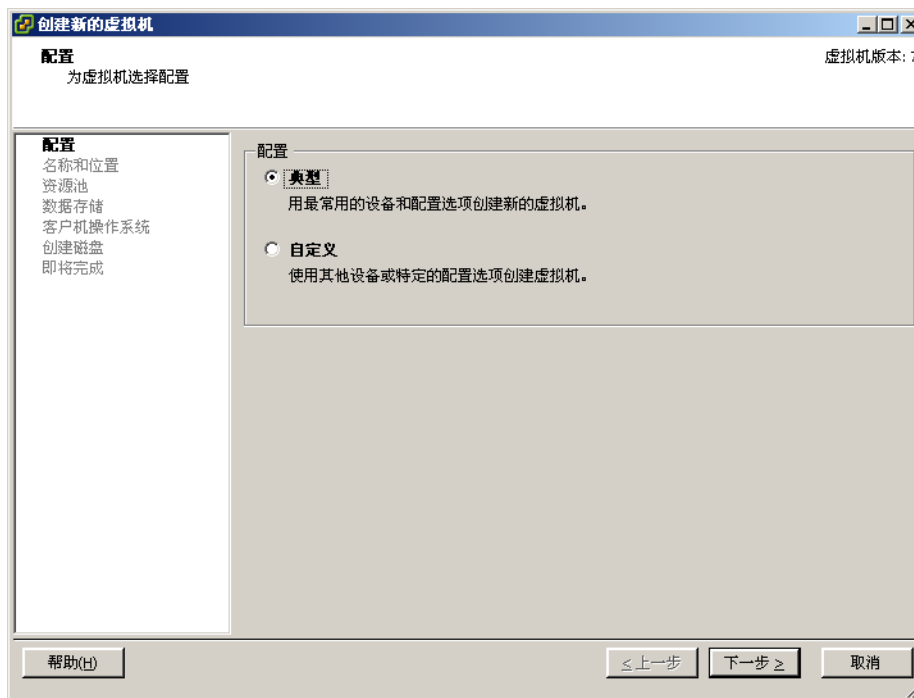 创建新的虚拟机
配置
为虚拟机选择配置
虚拟机版本: 7
配置
名称和位置
资源池
数据存储
客户机操作系统
创建磁盘
即将完成
配置
典型
用最常用的设备和配置选项创建新的虚拟机。
自定义
使用其他设备或特定的配置选项创建虚拟机。
帮助(H)
≤上一步
下一步 ≥
取消